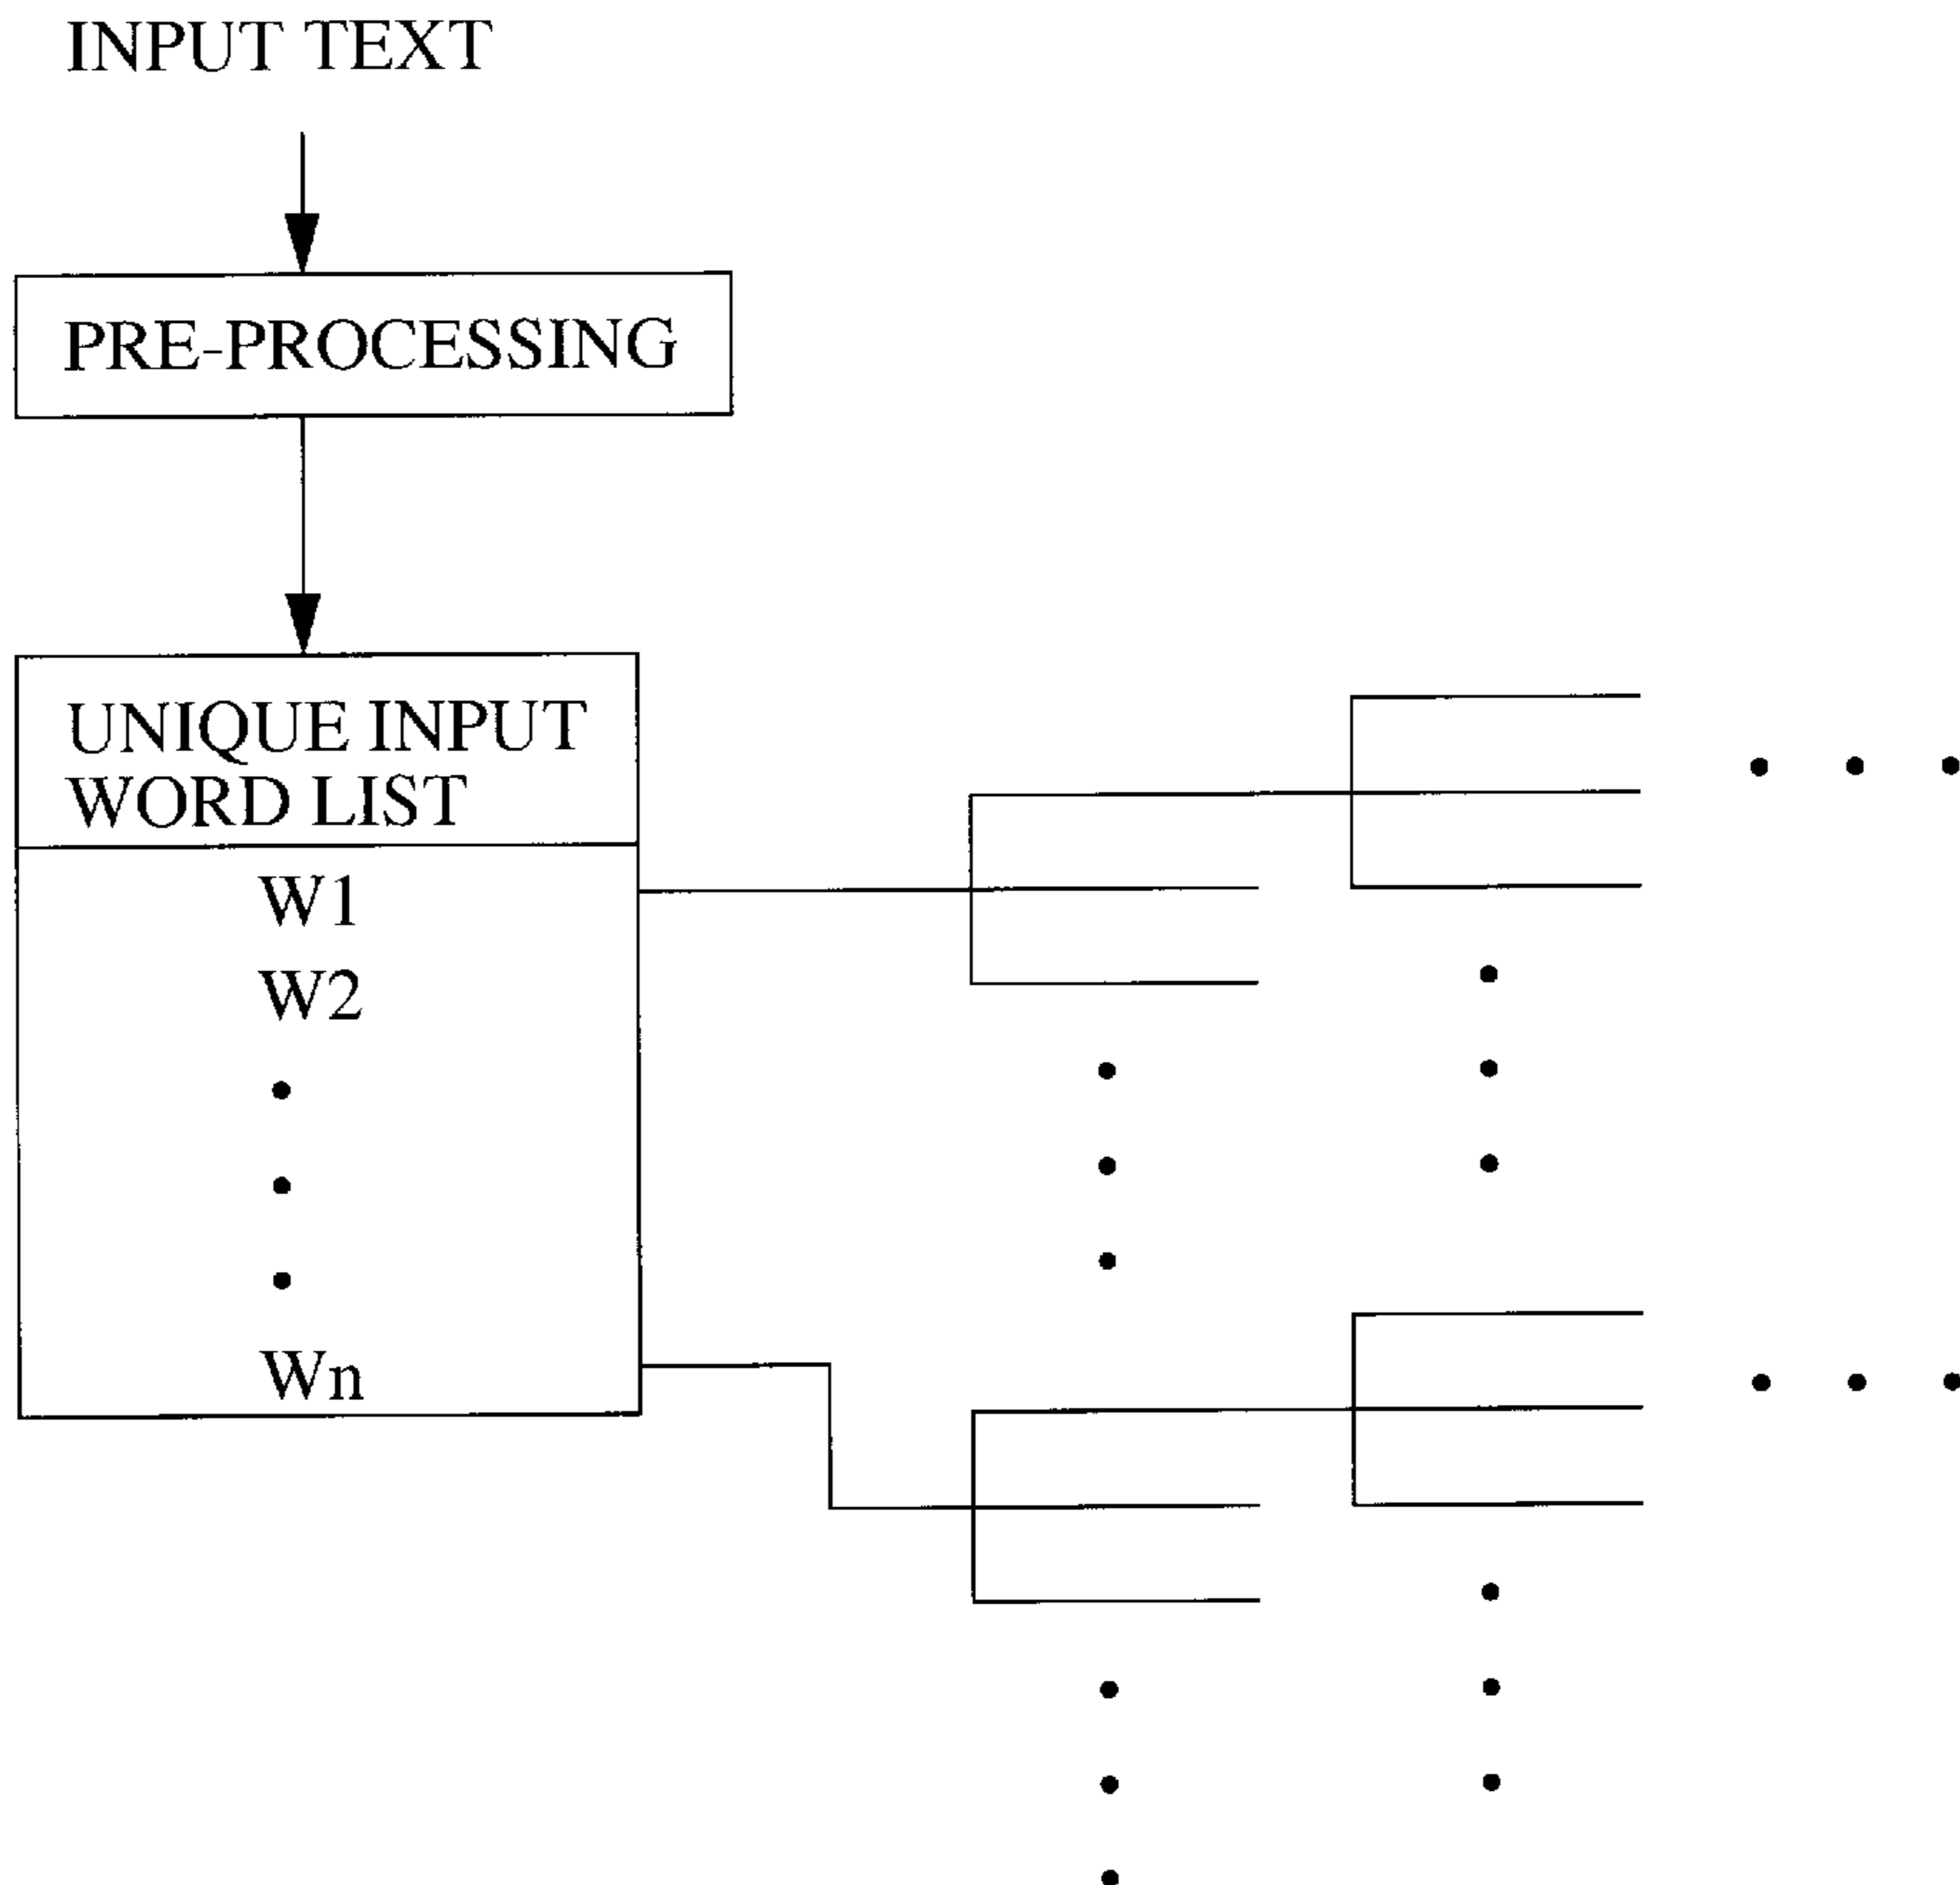 INPUT TEXT
PRE-PROCESSING
UNIQUE INPUT
WORD LIST
W1
W2
Wn